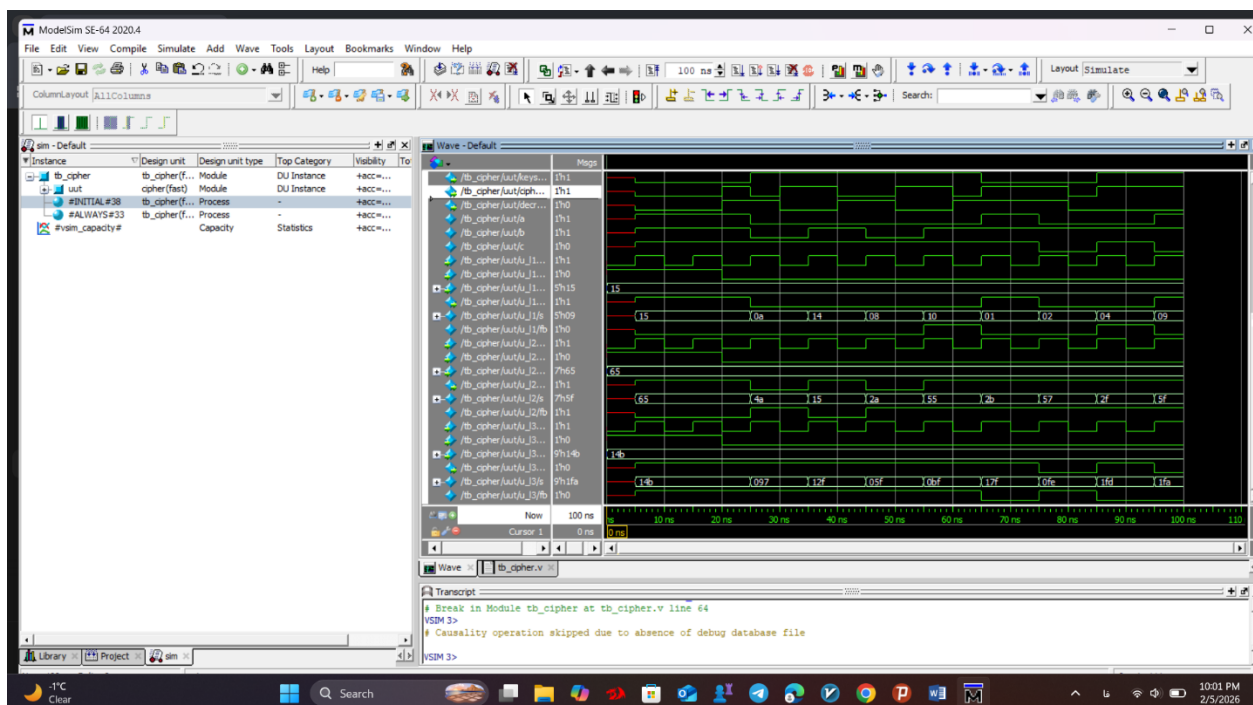 ModelSim SE-64 2020.4
File Edit View Compile Simulate Add Wave Tools Layout Bookmarks Window Help
Help 100 ns Layout Simulate
ColumnLayout AllColumns Search:
sim - Default
Instance Design unit Design unit type Top Category Visibility To
tb_cipher tb_cipher(f... Module DU Instance +acc=...
uut cipher(fast) Module DU Instance +acc=...
#INITIAL#38 tb_cipher(f... Process - +acc=...
#ALWAYS#33 tb_cipher(f... Process - +acc=...
#vsim_capacity# Capacity Statistics +acc=...
Wave - Default
Msgs
/tb_cipher/uut/keys... 1'h1
/tb_cipher/uut/ciph... 1'h1
/tb_cipher/uut/decr... 1'h0
/tb_cipher/uut/a 1'h1
/tb_cipher/uut/b 1'h1
/tb_cipher/uut/c 1'h0
/tb_cipher/uut/u_l1... 1'h1
/tb_cipher/uut/u_l1... 1'h0
/tb_cipher/uut/u_l1... 5'h15 15
/tb_cipher/uut/u_l1... 1'h1
/tb_cipher/uut/u_l1/s 5'h09 15 0a 14 08 10 01 02 04 09
/tb_cipher/uut/u_l1/fb 1'h0
/tb_cipher/uut/u_l2... 1'h1
/tb_cipher/uut/u_l2... 1'h0
/tb_cipher/uut/u_l2... 7'h65 65
/tb_cipher/uut/u_l2... 1'h1
/tb_cipher/uut/u_l2/s 7'h5f 65 4a 15 2a 55 2b 57 2f 5f
/tb_cipher/uut/u_l2/fb 1'h1
/tb_cipher/uut/u_l3... 1'h1
/tb_cipher/uut/u_l3... 1'h0
/tb_cipher/uut/u_l3... 9'h14b 14b
/tb_cipher/uut/u_l3... 1'h0
/tb_cipher/uut/u_l3/s 9'h1fa 14b 097 12f 05f 0bf 17f 0fe 1fd 1fa
/tb_cipher/uut/u_l3/fb 1'h0
Now 100 ns ns 10 ns 20 ns 30 ns 40 ns 50 ns 60 ns 70 ns 80 ns 90 ns 100 ns 110
Cursor 1 0 ns 0 ns
Wave tb_cipher.v
Transcript
# Break in Module tb_cipher at tb_cipher.v line 64
VSIM 3>
# Causality operation skipped due to absence of debug database file
VSIM 3>
Library Project sim
-1°C
Clear
Search
فا
10:01 PM
2/5/2026